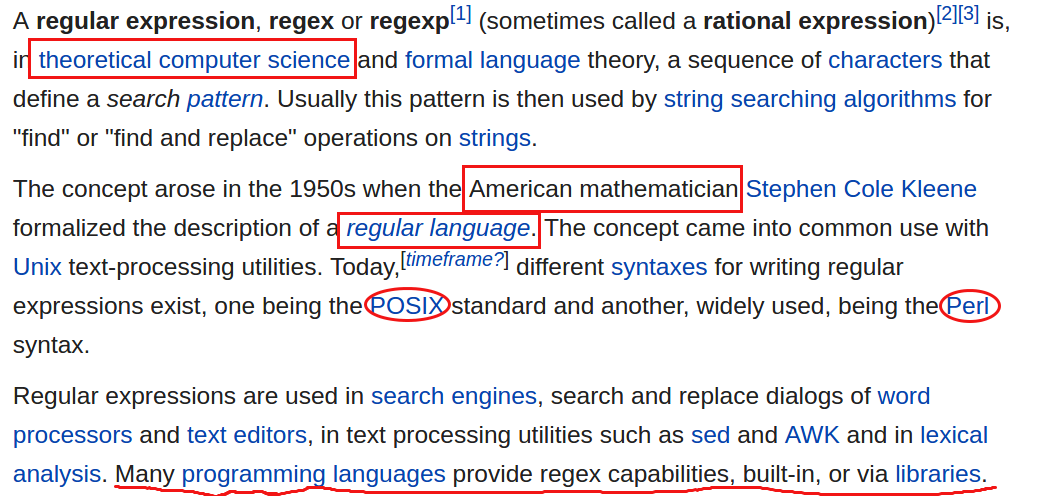 A regular expression, regex or regexp[1] (sometimes called a rational expression)[2][3] is,
in theoretical computer science and formal language theory, a sequence of characters that
define a search pattern. Usually this pattern is then used by string searching algorithms for
"find" or "find and replace" operations on strings.
The concept arose in the 1950s when the American mathematician Stephen Cole Kleene
formalized the description of a regular language. The concept came into common use with
Unix text-processing utilities. Today,[timeframe?] different syntaxes for writing regular
expressions exist, one being the POSIX standard and another, widely used, being the Perl
syntax.
Regular expressions are used in search engines, search and replace dialogs of word
processors and text editors, in text processing utilities such as sed and AWK and in lexical
analysis. Many programming languages provide regex capabilities, built-in, or via libraries.